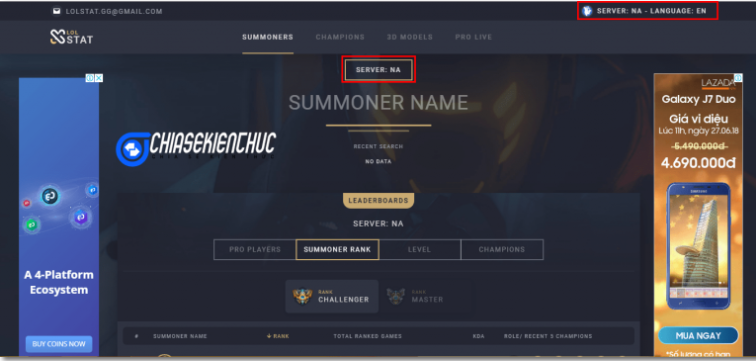 LOLSTAT.GG@GMAIL.COM
SERVER: NA - LANGUAGE: EN
LOL
STAT
SUMMONERS
CHAMPIONS
3D MODELS
PRO LIVE
SERVER: NA
SUMMONER NAME
RECENT SEARCH
NO DATA
CHIASEKIENTHUC
CHIA SẺ KIẾN THỨC
LEADERBOARDS
SERVER: NA
PRO PLAYERS
SUMMONER RANK
LEVEL
CHAMPIONS
RANK
CHALLENGER
RANK
MASTER
#
SUMMONER NAME
RANK
TOTAL RANKED GAMES
KDA
ROLE/ RECENT 5 CHAMPIONS
A 4-Platform
Ecosystem
BUY COINS NOW
LAZADA
Galaxy J7 Duo
Giá vi diệu
Lúc 11h, ngày 27.06.18
5.490.000đ
4.690.000đ
MUA NGAY
*Số lượng có hạn